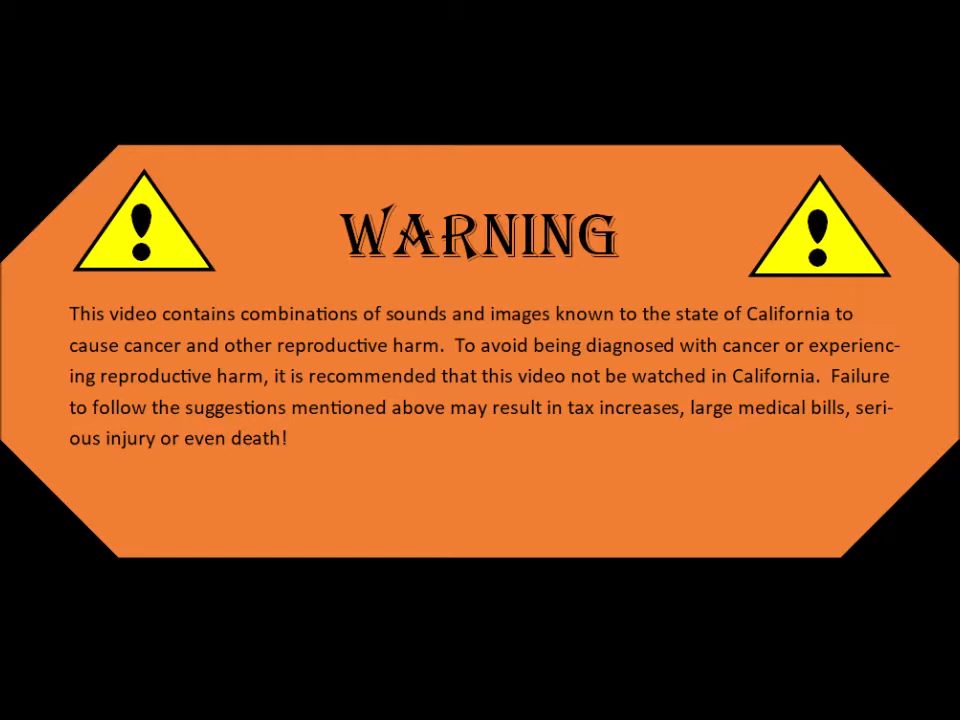 WARNING
This video contains combinations of sounds and images known to the state of California to
cause cancer and other reproductive harm.  To avoid being diagnosed with cancer or experienc-
ing reproductive harm, it is recommended that this video not be watched in California.  Failure
to follow the suggestions mentioned above may result in tax increases, large medical bills, seri-
ous injury or even death!